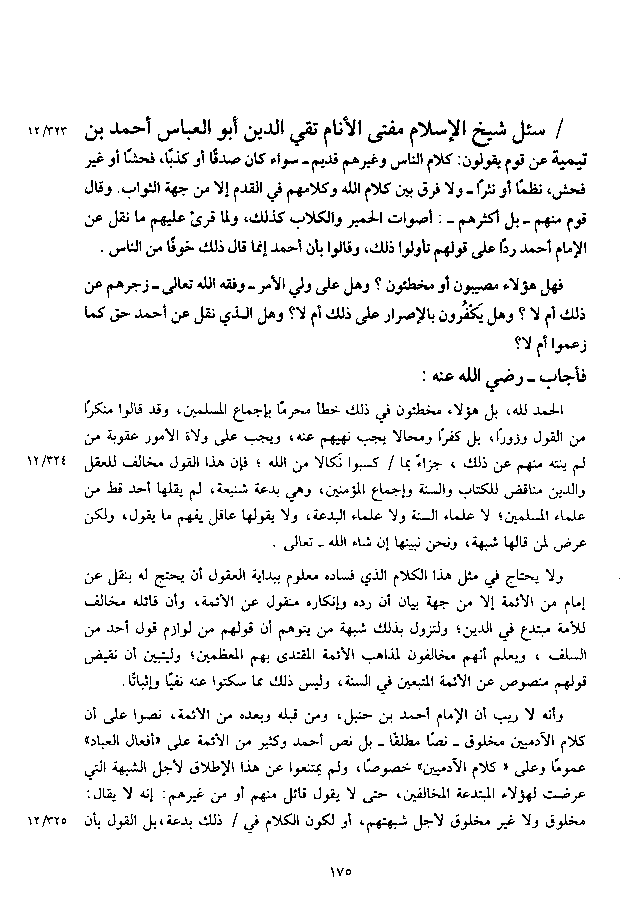 / سئل شيخ الإسلام مفتى الأنام تقي الدين أبو العباس أحمد بن ١٢/٣٢٣
تيمية عن قوم يقولون: كلام الناس وغيرهم قديم ـ سواء كان صدقًا أو كذبًا، فحشًا أو غير
فحش، نظمًا أو نثرًا ـ ولا فرق بين كلام الله وكلامهم في القدم إلا من جهة الثواب. وقال
قوم منهم ـ بل أكثرهم ـ : أصوات الحمير والكلاب كذلك، ولما قرئ عليهم ما نقل عن
الإمام أحمد ردًا على قولهم تأولوا ذلك، وقالوا بأن أحمد إنما قال ذلك خوفًا من الناس .
فهل هؤلاء مصيبون أو مخطئون ؟ وهل على ولي الأمر ـ وفقه الله تعالى ـ زجرهم عن
ذلك أم لا ؟ وهل يَكْفُرون بالإصرار على ذلك أم لا؟ وهل الـذي نقل عن أحمد حق كما
زعموا أم لا؟
فأجاب ـ رضي الله عنه :
الحمد لله، بل هؤلاء مخطئون في ذلك خطأ محرمًا بإجماع المسلمين، وقد قالوا منكرًا
من القول وزورًا، بل كفرًا ومحالا يجب نهيهم عنه، ويجب على ولاة الأمور عقوبة من
لم ينته منهم عن ذلك ، جزاءً بما / كسبوا نَكالا من الله ؛ فإن هذا القول مخالف للعقل ١٢/٣٢٤
والدين مناقض للكتاب والسنة وإجماع المؤمنين، وهي بدعة شنيعة، لم يقلها أحد قط من
علماء المسلمين؛ لا علماء السنة ولا علماء البدعة، ولا يقولها عاقل يفهم ما يقول، ولكن
عرض لمن قالها شبهة، ونحن نبينها إن شاء الله ـ تعالى .
ولا يحتاج في مثل هذا الكلام الذي فساده معلوم ببداية العقول أن يحتج له بنقل عن
إمام من الأئمة إلا من جهة بيان أن رده وإنكاره منقول عن الأئمة، وأن قائله مخالف
للأمة مبتدع في الدين؛ ولتزول بذلك شبهة من يتوهم أن قولهم من لوازم قول أحد من
السلف ، ويعلم أنهم مخالفون لمذاهب الأئمة المقتدى بهم المعظمين؛ وليتبين أن نقيض
قولهم منصوص عن الأئمة المتبعين في السنة، وليس ذلك مما سكتوا عنه نفيًا وإثباتًا.
وأنه لا ريب أن الإمام أحمد بن حنبل، ومن قبله وبعده من الأئمة، نصوا على أن
كلام الآدميين مخلوق ـ نصًا مطلقًا ـ بل نص أحمد وكثير من الأئمة على «أفعال العباد»
عمومًا وعلى « كلام الآدميين» خصوصًا، ولم يمتنعوا عن هذا الإطلاق لأجل الشبهة التي
عرضت لهؤلاء المبتدعة المخالفين، حتى لا يقول قائل منهم أو من غيرهم: إنه لا يقال:
مخلوق ولا غير مخلوق لأجل شبهتهم، أو لكون الكلام في / ذلك بدعة، بل القول بأن ١٢/٣٢٥
١٧٥